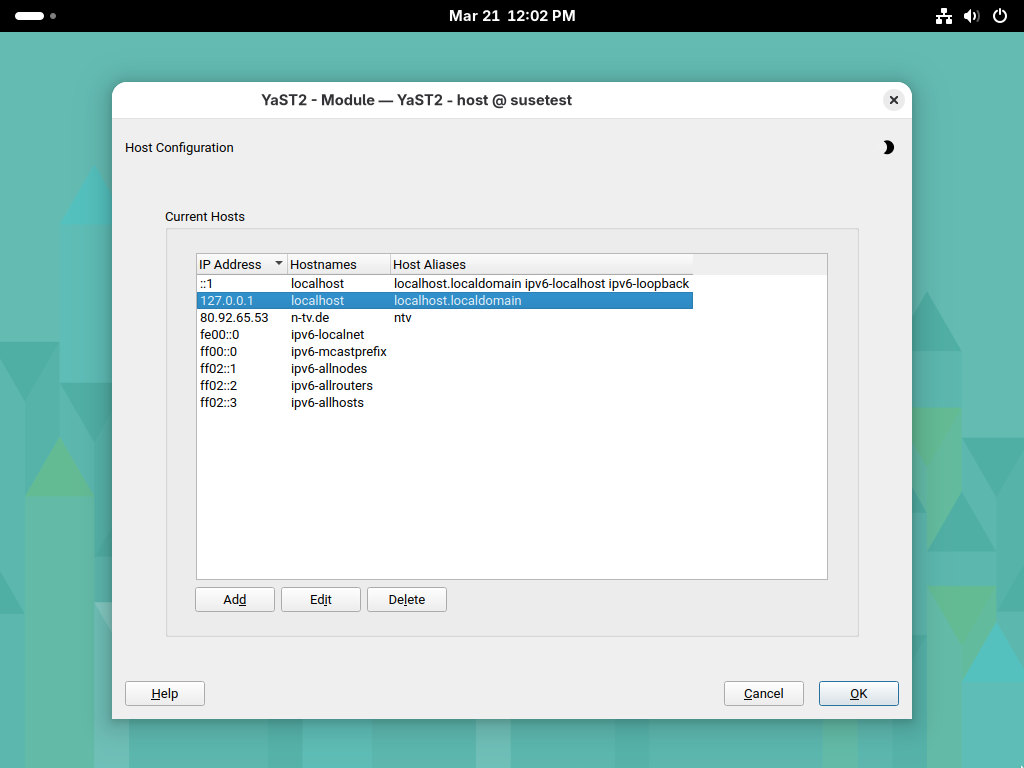 Mar 21  12:02 PM
YaST2 - Module — YaST2 - host @ susetest
Host Configuration
Current Hosts
IP Address Hostnames Host Aliases
::1 localhost localhost.localdomain ipv6-localhost ipv6-loopback
127.0.0.1 localhost localhost.localdomain
80.92.65.53 n-tv.de ntv
fe00::0 ipv6-localnet
ff00::0 ipv6-mcastprefix
ff02::1 ipv6-allnodes
ff02::2 ipv6-allrouters
ff02::3 ipv6-allhosts
Add Edit Delete
Help Cancel OK